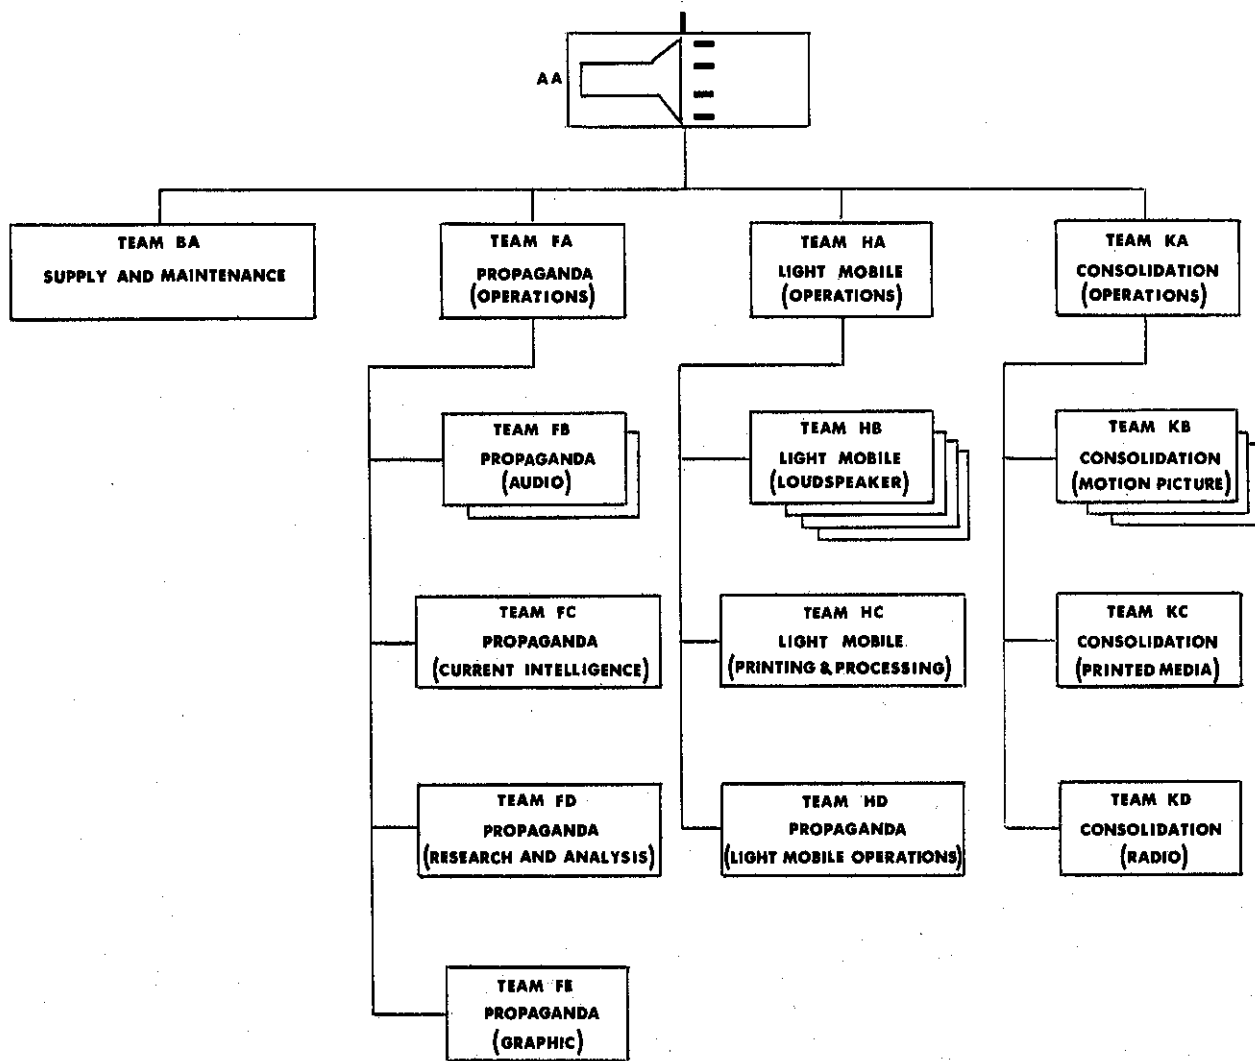 AA
TEAM BA
SUPPLY AND MAINTENANCE
TEAM FA
PROPAGANDA
(OPERATIONS)
TEAM HA
LIGHT MOBILE
(OPERATIONS)
TEAM KA
CONSOLIDATION
(OPERATIONS)
TEAM FB
PROPAGANDA
(AUDIO)
TEAM HB
LIGHT MOBILE
(LOUDSPEAKER)
TEAM KB
CONSOLIDATION
(MOTION PICTURE)
TEAM FC
PROPAGANDA
(CURRENT INTELLIGENCE)
TEAM HC
LIGHT MOBILE
(PRINTING & PROCESSING)
TEAM KC
CONSOLIDATION
(PRINTED MEDIA)
TEAM FD
PROPAGANDA
(RESEARCH AND ANALYSIS)
TEAM HD
PROPAGANDA
(LIGHT MOBILE OPERATIONS)
TEAM KD
CONSOLIDATION
(RADIO)
TEAM FE
PROPAGANDA
(GRAPHIC)